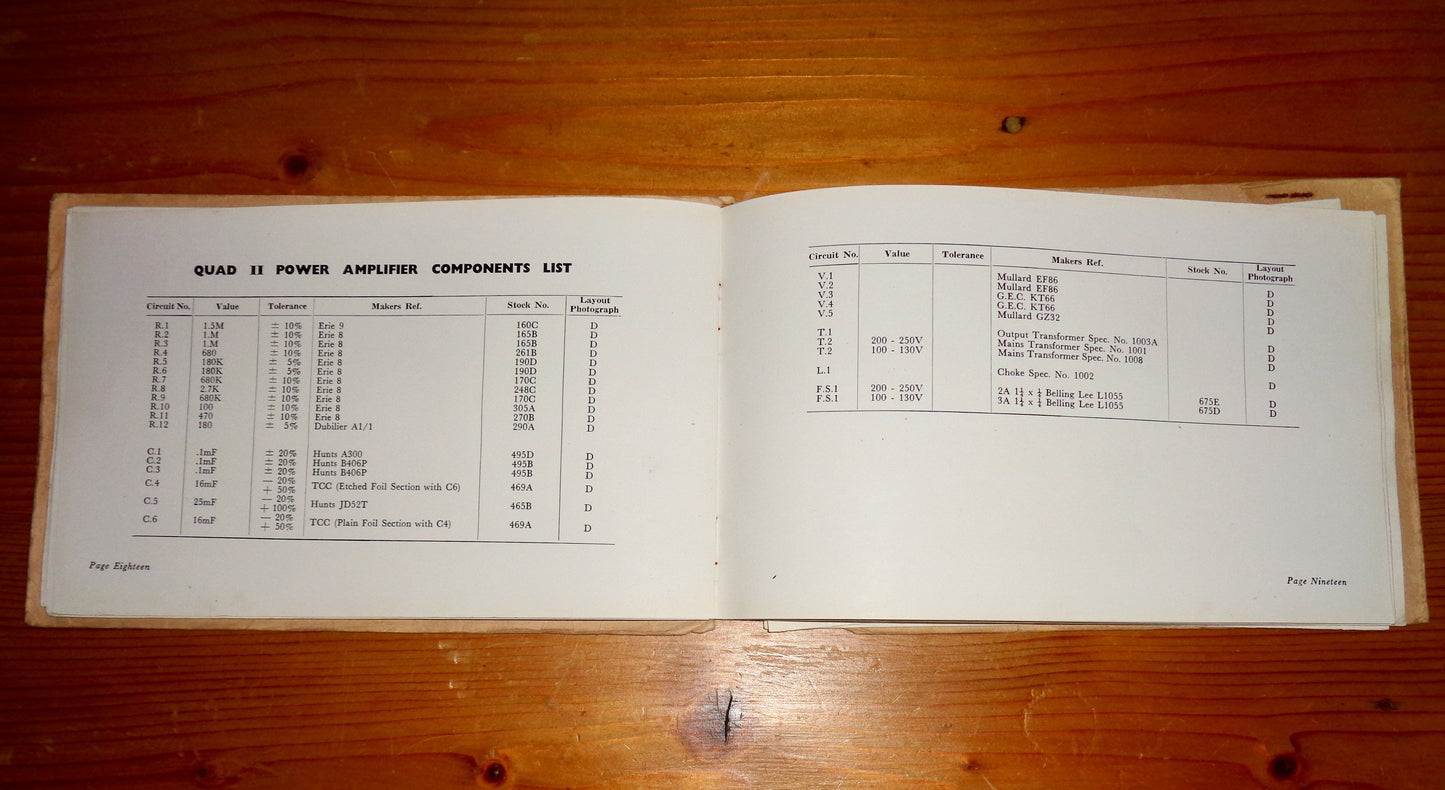 QUAD II POWER AMPLIFIER COMPONENTS LIST
Circuit No. Value Tolerance Makers Ref. Stock No. Layout Photograph
R.1 1.5M ± 10% Erie 9 160C D
R.2 1.M ± 10% Erie 8 165B D
R.3 1.M ± 10% Erie 8 165B D
R.4 680 ± 10% Erie 8 261B D
R.5 180K ± 5% Erie 8 190D D
R.6 180K ± 5% Erie 8 190D D
R.7 680K ± 10% Erie 8 170C D
R.8 2.7K ± 10% Erie 8 248C D
R.9 680K ± 10% Erie 8 170C D
R.10 100 ± 10% Erie 8 305A D
R.11 470 ± 10% Erie 8 270B D
R.12 180 ± 5% Dubilier A1/1 290A D
C.1 .1mF ± 20% Hunts A300 495D D
C.2 .1mF ± 20% Hunts B406P 495B D
C.3 .1mF ± 20% Hunts B406P 495B D
C.4 16mF — 20% + 50% TCC (Etched Foil Section with C6) 469A D
C.5 25mF — 20% + 100% Hunts JD52T 465B D
C.6 16mF — 20% + 50% TCC (Plain Foil Section with C4) 469A D
Page Eighteen
Circuit No. Value Tolerance Makers Ref. Stock No. Layout Photograph
V.1 Mullard EF86 D
V.2 Mullard EF86 D
V.3 G.E.C. KT66 D
V.4 G.E.C. KT66 D
V.5 Mullard GZ32 D
T.1 Output Transformer Spec. No. 1003A D
T.2 200 - 250V Mains Transformer Spec. No. 1001 D
T.2 100 - 130V Mains Transformer Spec. No. 1008 D
L.1 Choke Spec. No. 1002 D
F.S.1 200 - 250V 2A 1¼ x ¼ Belling Lee L1055 675E D
F.S.1 100 - 130V 3A 1¼ x ¼ Belling Lee L1055 675D D
Page Nineteen